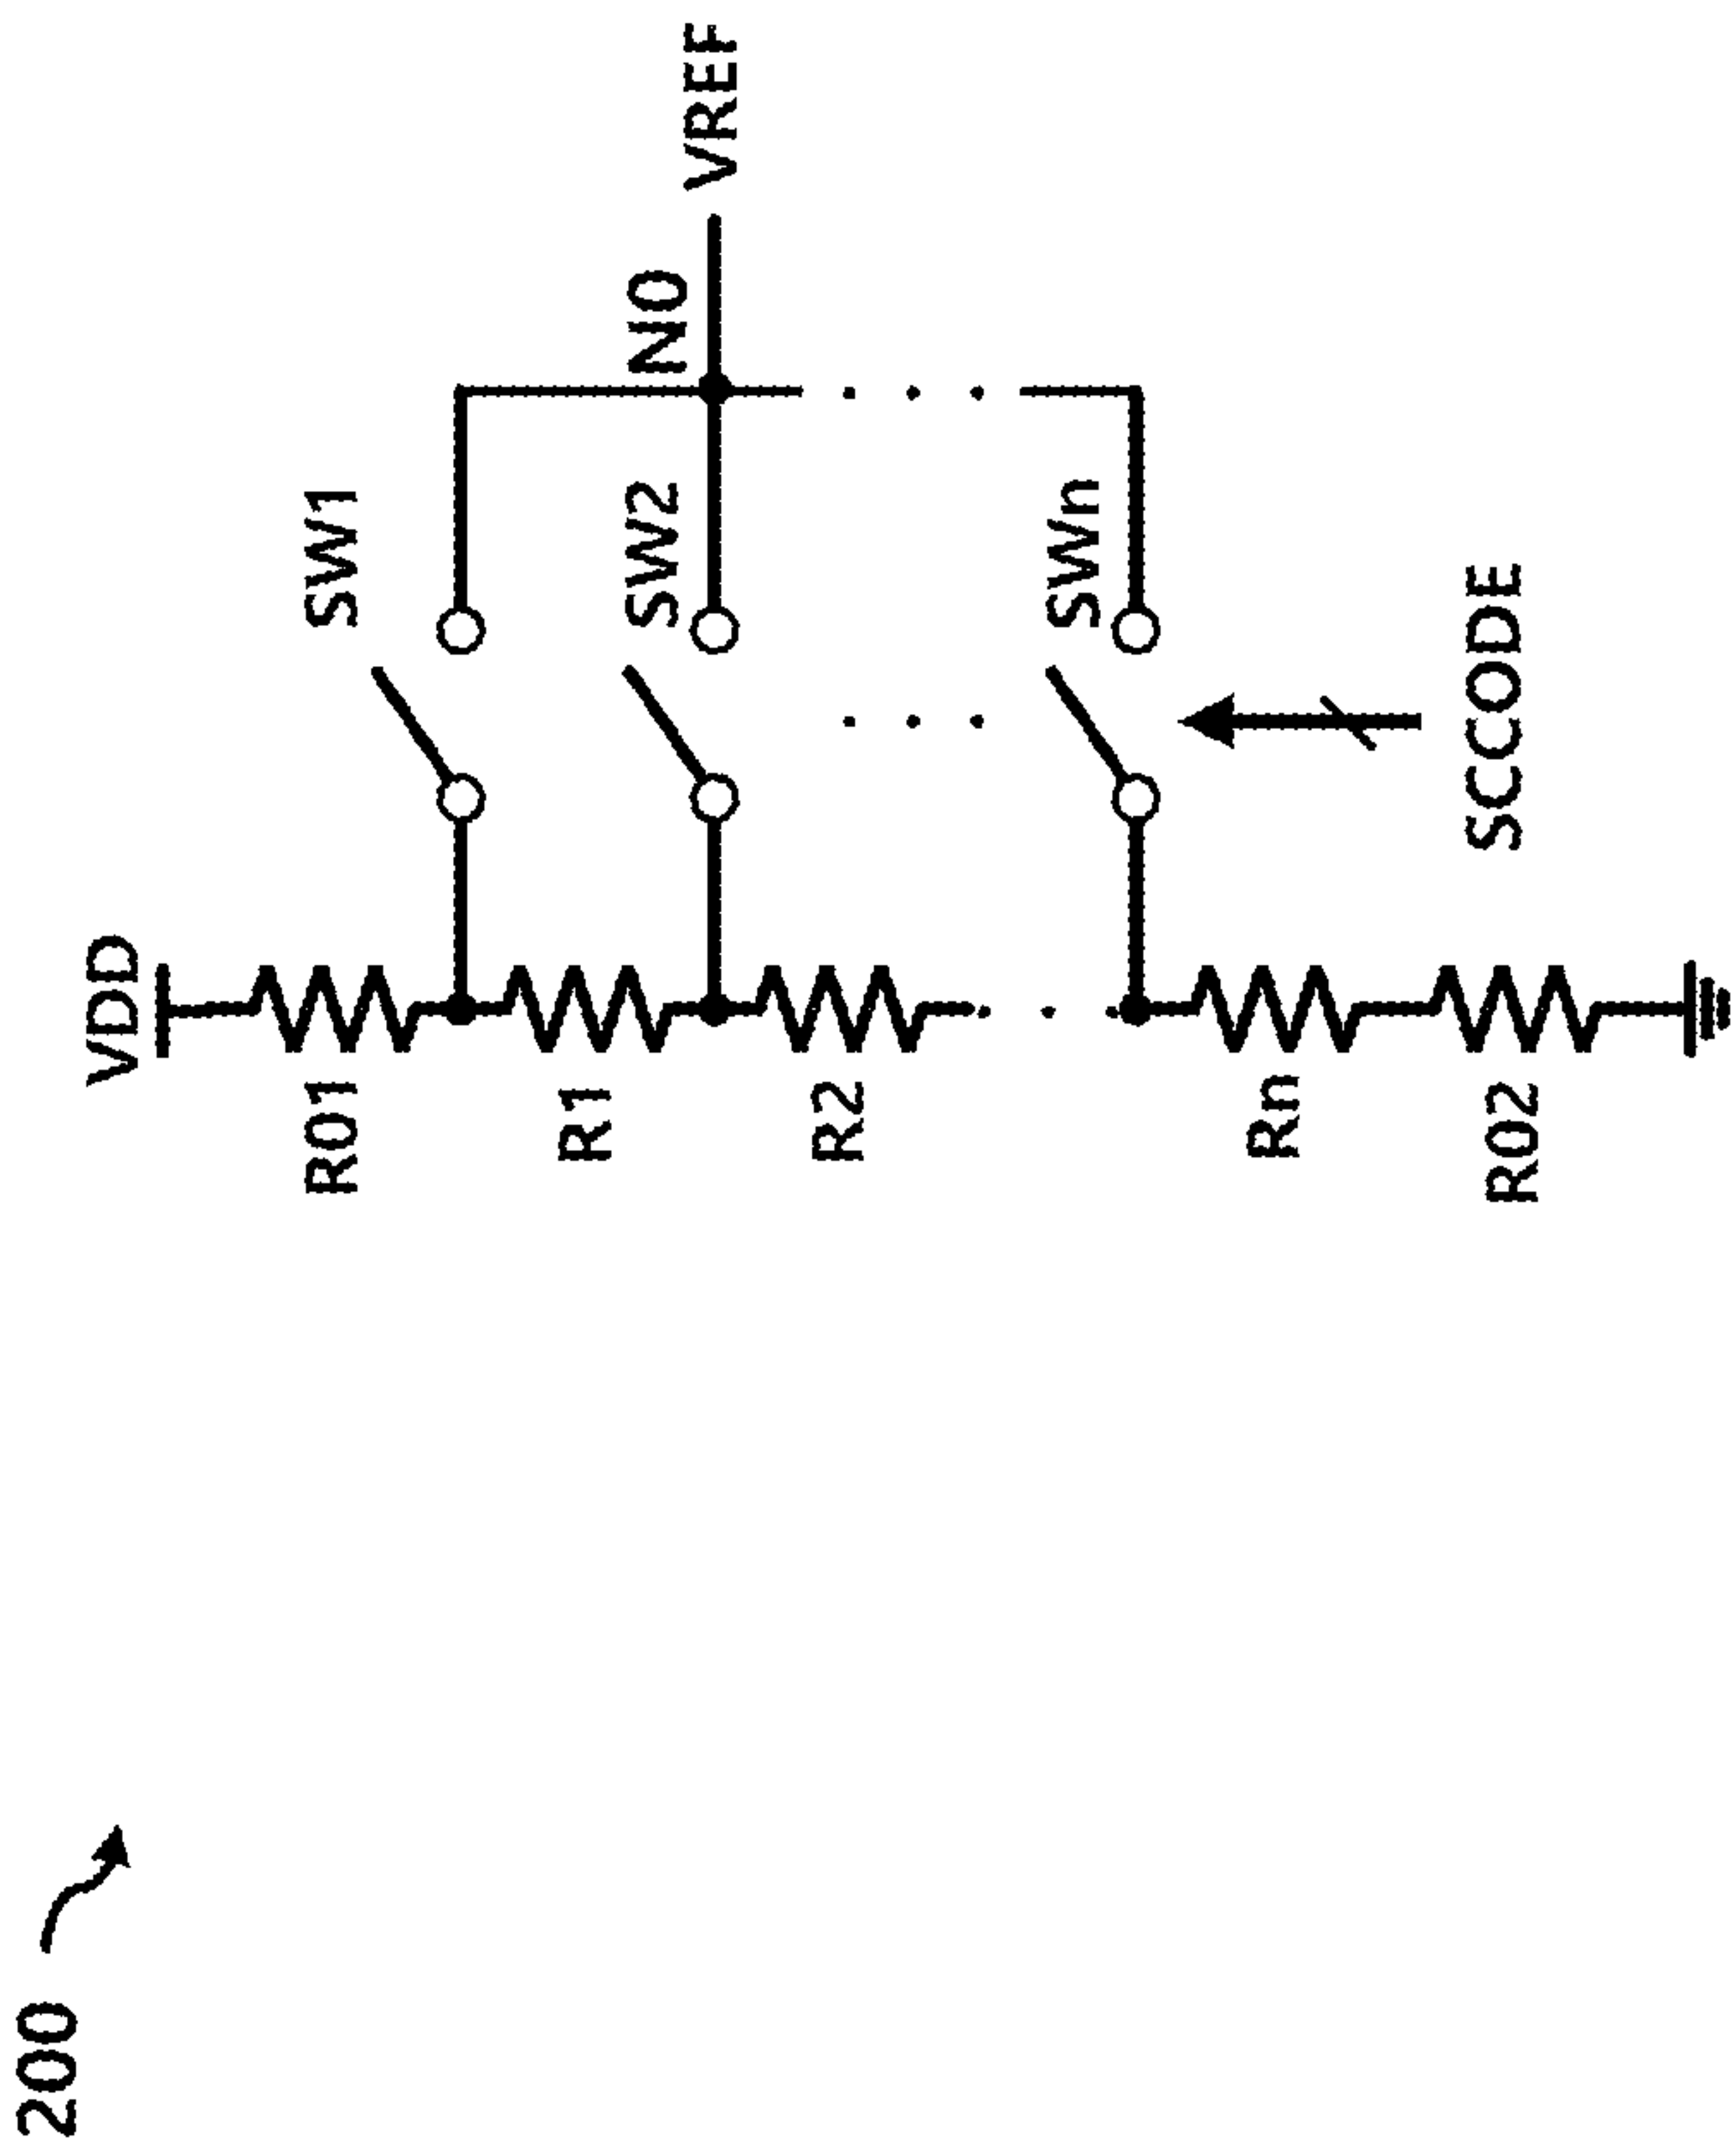 200
VDD
R01
SW1
R1
SW2
N0
VREF
R2
SWn
Rn
SCCODE
R02